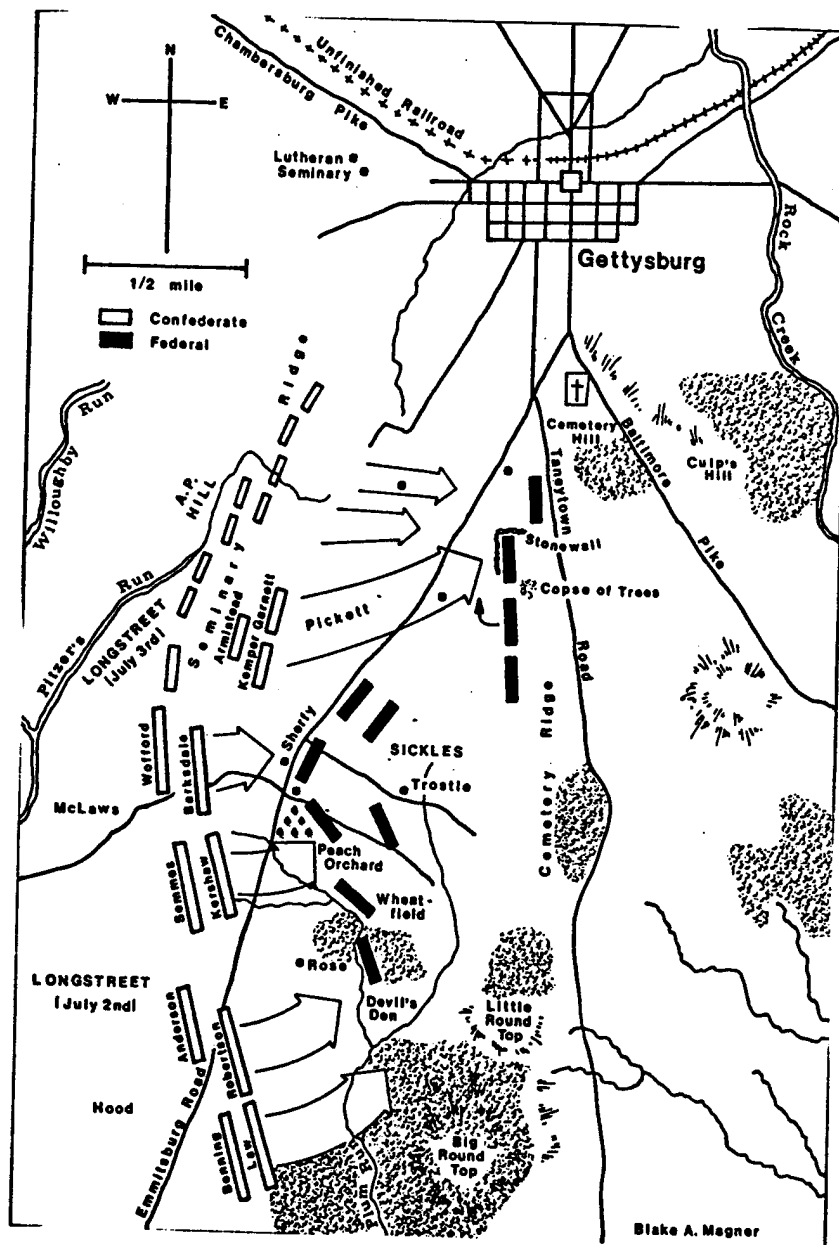 N
W
E
Chambersburg Pike
Unfinished Railroad
Lutheran
Seminary
1/2 mile
Confederate
Federal
Gettysburg
Rock Creek
Willoughby Run
Seminary Ridge
A.P.
HILL
Cemetery
Hill
Baltimore Pike
Culp's
Hill
Taneytown Road
Stonewall
Copse of Trees
Pitzer's Run
LONGSTREET
[July 3rd]
Armistead
Garnett
Kemper
Pickett
Wofford
Barksdale
Sherfy
SICKLES
Trostle
Cemetery Ridge
McLaws
Peach
Orchard
Semmes
Kershaw
Wheat-
field
Rose
LONGSTREET
[July 2nd]
Devil's
Den
Little
Round
Top
Anderson
Robertson
Hood
Emmitsburg Road
Benning
Law
Big
Round
Top
Run
Blake A. Magner